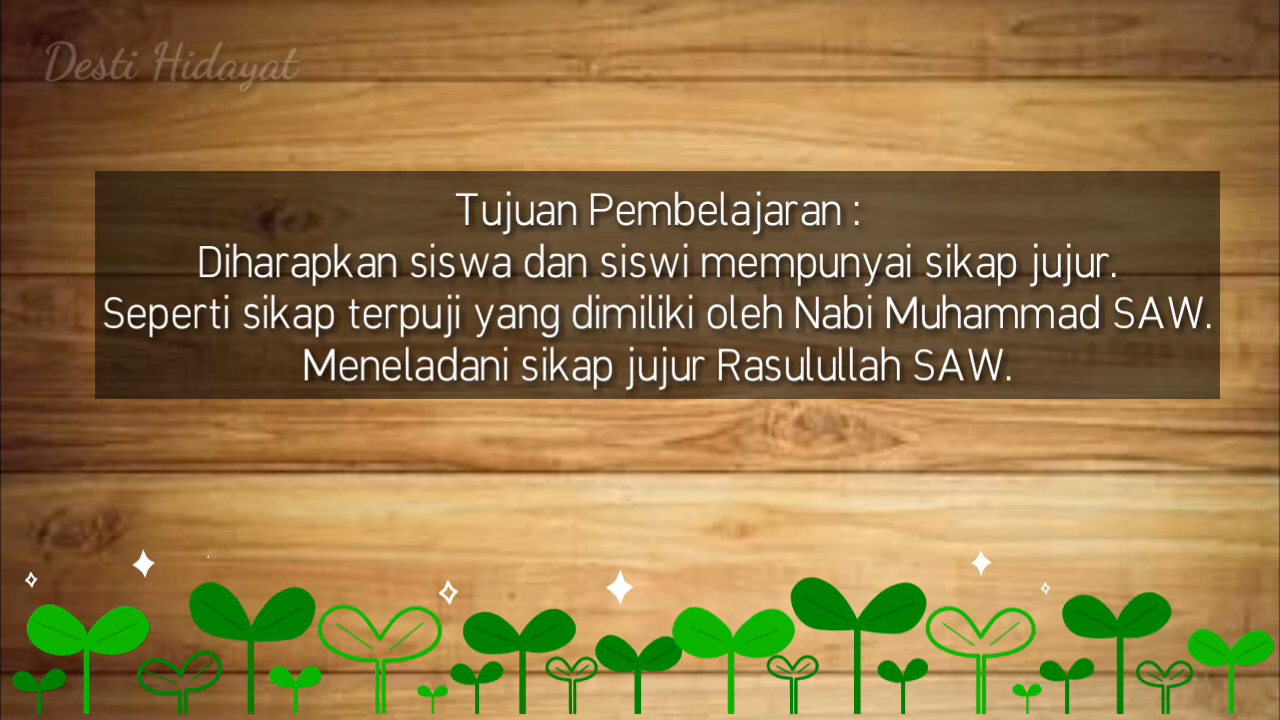 Desti Hidayat
Tujuan Pembelajaran :
Diharapkan siswa dan siswi mempunyai sikap jujur.
Seperti sikap terpuji yang dimiliki oleh Nabi Muhammad SAW.
Meneladani sikap jujur Rasulullah SAW.